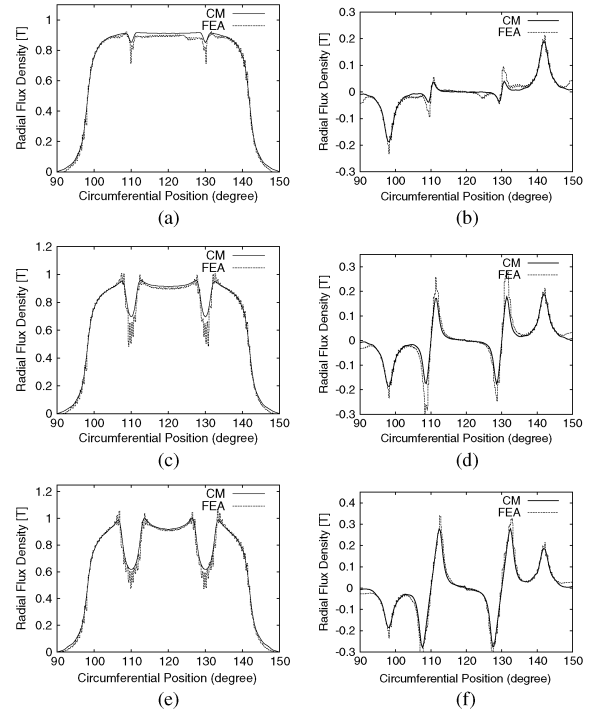 1
0.8
0.6
0.4
0.2
0
90 100 110 120 130 140 150
Radial Flux Density [T]
Circumferential Position (degree)
CM
FEA
(a)
0.3
0.2
0.1
0
-0.1
-0.2
-0.3
90 100 110 120 130 140 150
Radial Flux Density [T]
Circumferential Position (degree)
CM
FEA
(b)
1.2
1
0.8
0.6
0.4
0.2
0
90 100 110 120 130 140 150
Radial Flux Density [T]
Circumferential Position (degree)
CM
FEA
(c)
0.3
0.2
0.1
0
-0.1
-0.2
-0.3
90 100 110 120 130 140 150
Radial Flux Density [T]
Circumferential Position (degree)
CM
FEA
(d)
1.2
1
0.8
0.6
0.4
0.2
0
90 100 110 120 130 140 150
Radial Flux Density [T]
Circumferential Position (degree)
CM
FEA
(e)
0.4
0.3
0.2
0.1
0
-0.1
-0.2
-0.3
90 100 110 120 130 140 150
Radial Flux Density [T]
Circumferential Position (degree)
CM
FEA
(f)